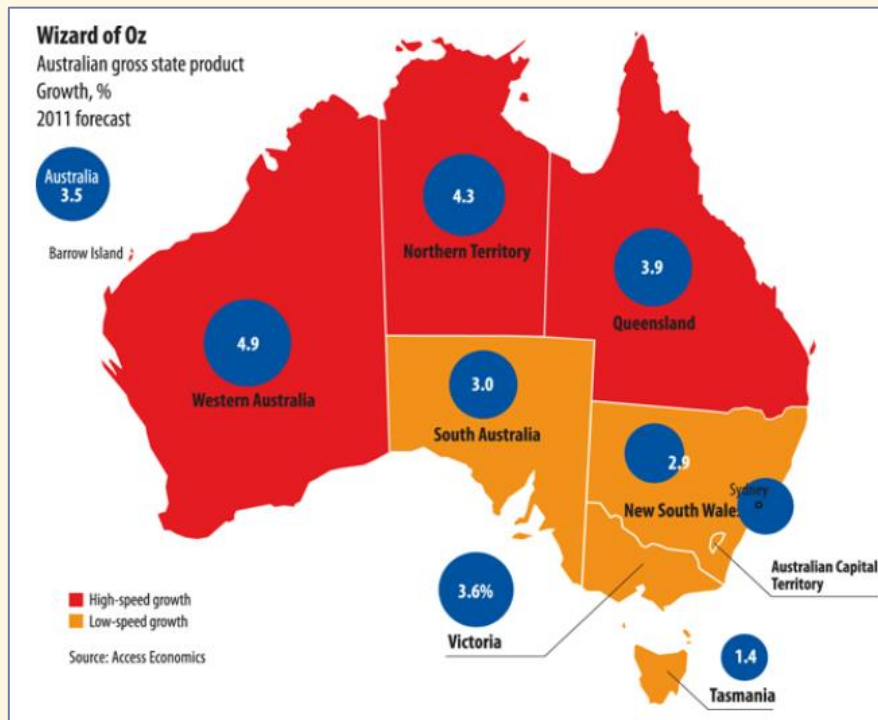 Wizard of Oz
Australian gross state product
Growth, %
2011 forecast
Australia
3.5
Barrow Island
4.3
Northern Territory
3.9
Queensland
4.9
Western Australia
3.0
South Australia
2.9
Sydney
New South Wales
Australian Capital
Territory
3.6%
Victoria
High-speed growth
Low-speed growth
Source: Access Economics
1.4
Tasmania